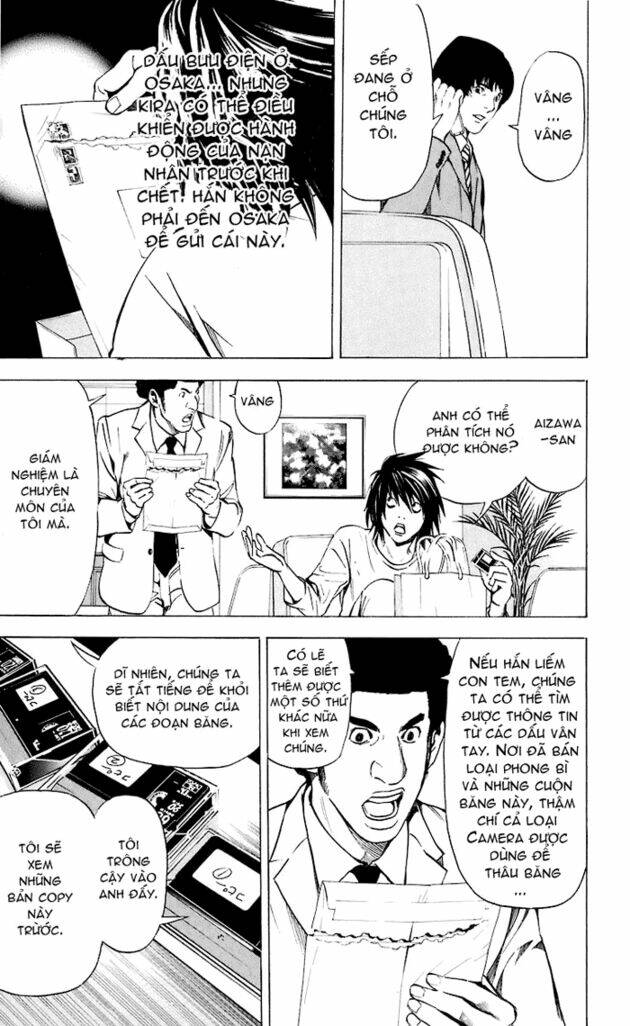 VÂNG
...
VÂNG
SẾP
ĐANG Ở
CHỖ
CHÚNG
TÔI.
DẤU BƯU ĐIỆN Ở
OSAKA... NHƯNG
KIRA CÓ THỂ ĐIỀU
KHIỂN ĐƯỢC HÀNH
ĐỘNG CỦA NẠN
NHÂN TRƯỚC KHI
CHẾT! HẮN KHÔNG
PHẢI ĐẾN OSAKA
ĐỂ GỬI CÁI NÀY.
AIZAWA
-SAN
ANH CÓ THỂ
PHÂN TÍCH NÓ
ĐƯỢC KHÔNG?
VÂNG
GIÁM
NGHIỆM LÀ
CHUYÊN
MÔN CỦA
TÔI MÀ.
NẾU HẮN LIẾM
CON TEM, CHÚNG
TA CÓ THỂ TÌM
ĐƯỢC THÔNG TIN
TỪ CÁC DẤU VÂN
TAY. NƠI ĐÃ BÁN
LOẠI PHONG BÌ
VÀ NHỮNG CUỘN
BĂNG NÀY, THẬM
CHÍ CẢ LOẠI
CAMERA ĐƯỢC
DÙNG ĐỂ
THÂU BĂNG
...
CÓ LẼ
TA SẼ BIẾT
THÊM ĐƯỢC
MỘT SỐ THỨ
KHÁC NỮA
KHI XEM
CHÚNG.
DĨ NHIÊN, CHÚNG TA
SẼ TẮT TIẾNG ĐỂ KHỎI
BIẾT NỘI DUNG CỦA
CÁC ĐOẠN BĂNG.
TÔI
TRÔNG
CẬY VÀO
ANH ĐẤY.
TÔI SẼ
XEM
NHỮNG
BẢN COPY
NÀY
TRƯỚC.